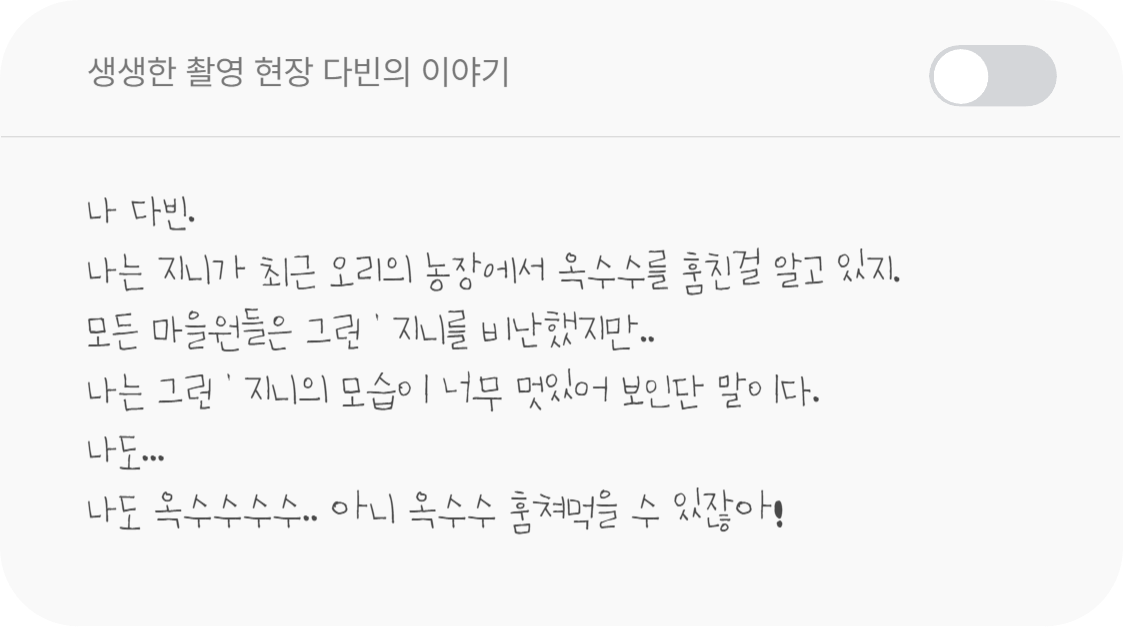 생생한 촬영 현장 다빈의 이야기
나 다빈.
나는 지니가 최근 오리의 농장에서 옥수수를 훔친걸 알고 있지.
모든 마을원들은 그런 ' 지니를 비난했지만..
나는 그런 ' 지니의 모습이 너무 멋있어 보인단 말이다.
나도...
나도 옥수수수수.. 아니 옥수수 훔쳐먹을 수 있잖아!